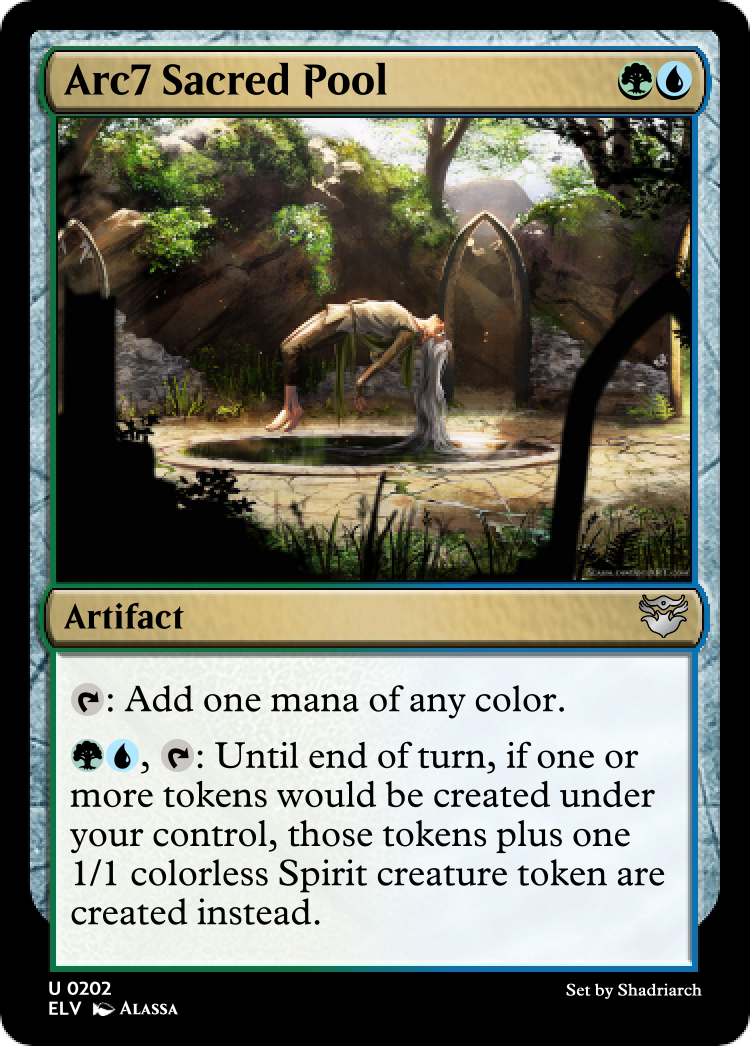 Arc7 Sacred Pool
Artifact
: Add one mana of any color.
, : Until end of turn, if one or
more tokens would be created under
your control, those tokens plus one
1/1 colorless Spirit creature token are
created instead.
U 0202
ELV ALASSA
Set by Shadriarch